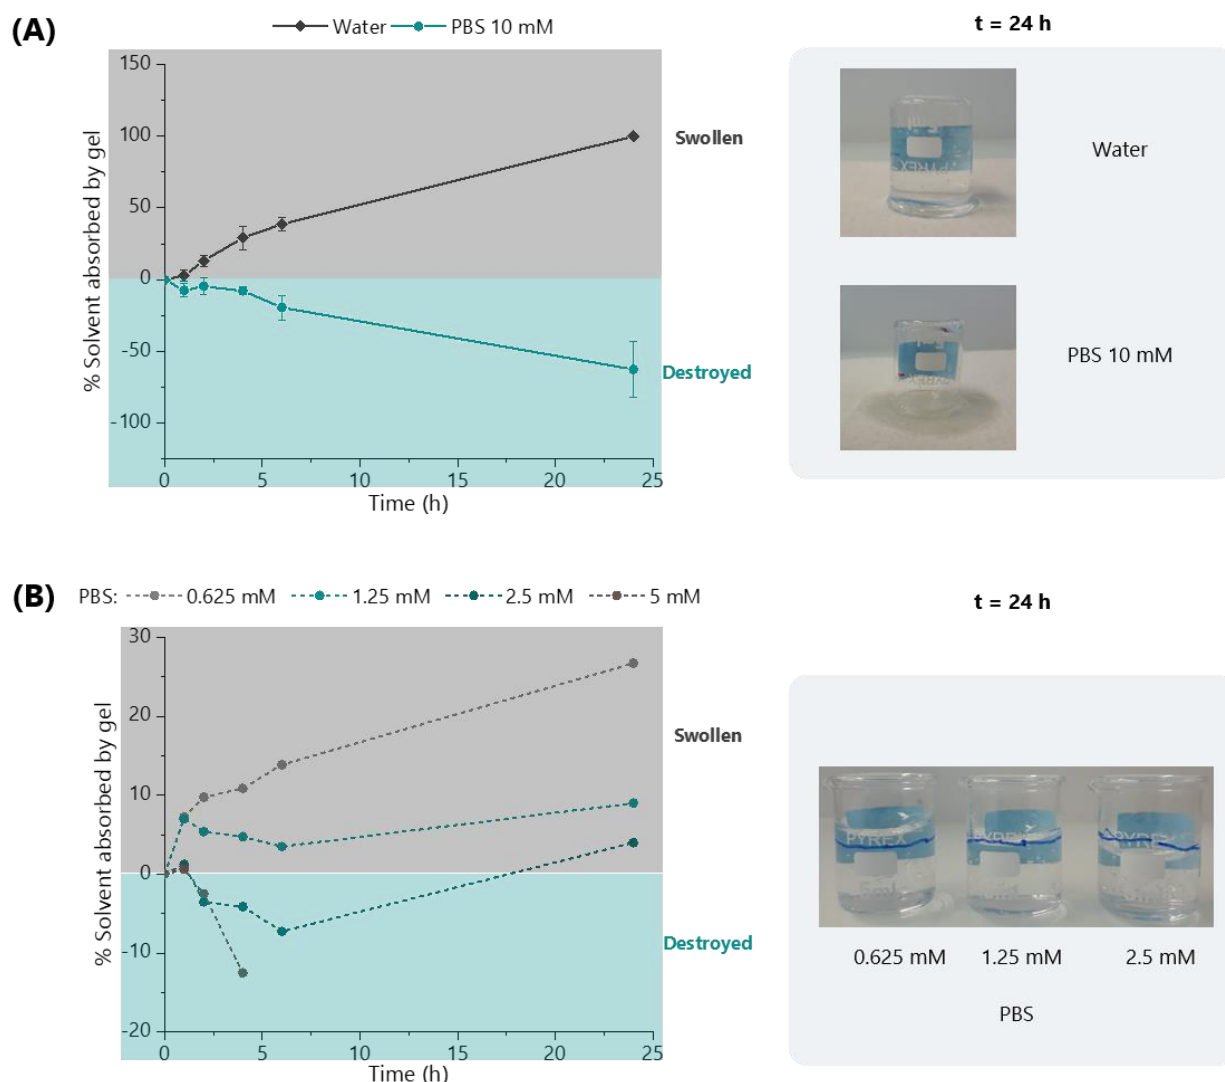 (A)
Water PBS 10 mM
t = 24 h
% Solvent absorbed by gel
150
100
50
0
-50
-100
0 5 10 15 20 25
Time (h)
Swollen
Destroyed
PYREX
Water
PBS 10 mM
(B)
PBS: 0.625 mM 1.25 mM 2.5 mM 5 mM
t = 24 h
% Solvent absorbed by gel
30
20
10
0
-10
-20
0 5 10 15 20 25
Time (h)
Swollen
Destroyed
PYREX
0.625 mM 1.25 mM 2.5 mM
PBS